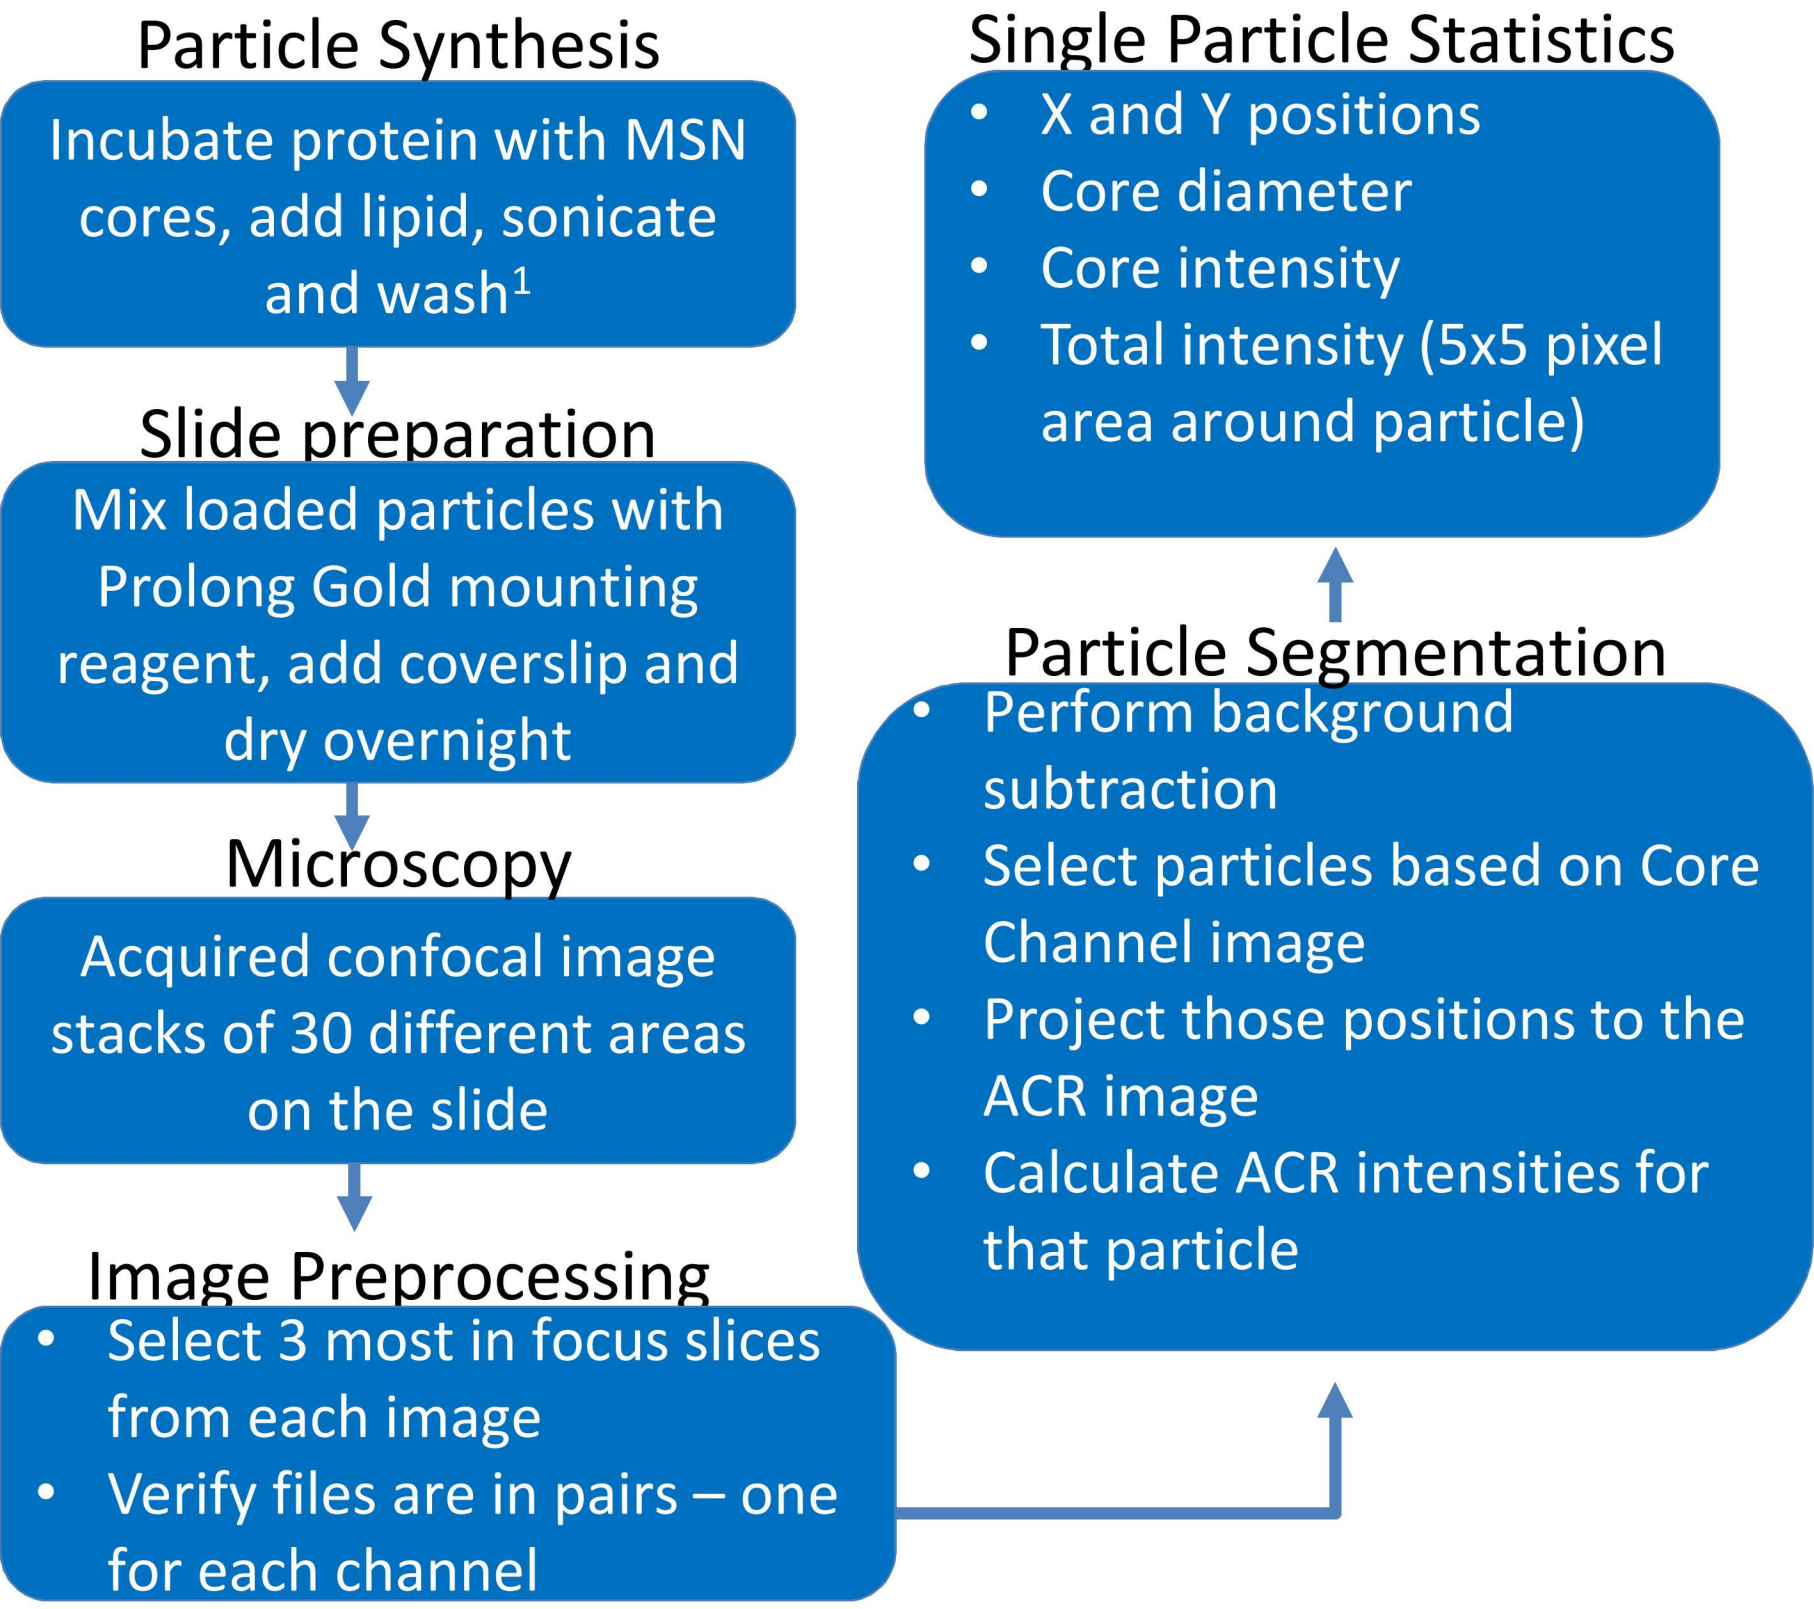 Particle Synthesis
Incubate protein with MSN
cores, add lipid, sonicate
and wash¹
Slide preparation
Mix loaded particles with
Prolong Gold mounting
reagent, add coverslip and
dry overnight
Microscopy
Acquired confocal image
stacks of 30 different areas
on the slide
Image Preprocessing
• Select 3 most in focus slices
from each image
• Verify files are in pairs – one
for each channel
Particle Segmentation
• Perform background
subtraction
• Select particles based on Core
Channel image
• Project those positions to the
ACR image
• Calculate ACR intensities for
that particle
Single Particle Statistics
• X and Y positions
• Core diameter
• Core intensity
• Total intensity (5x5 pixel
area around particle)